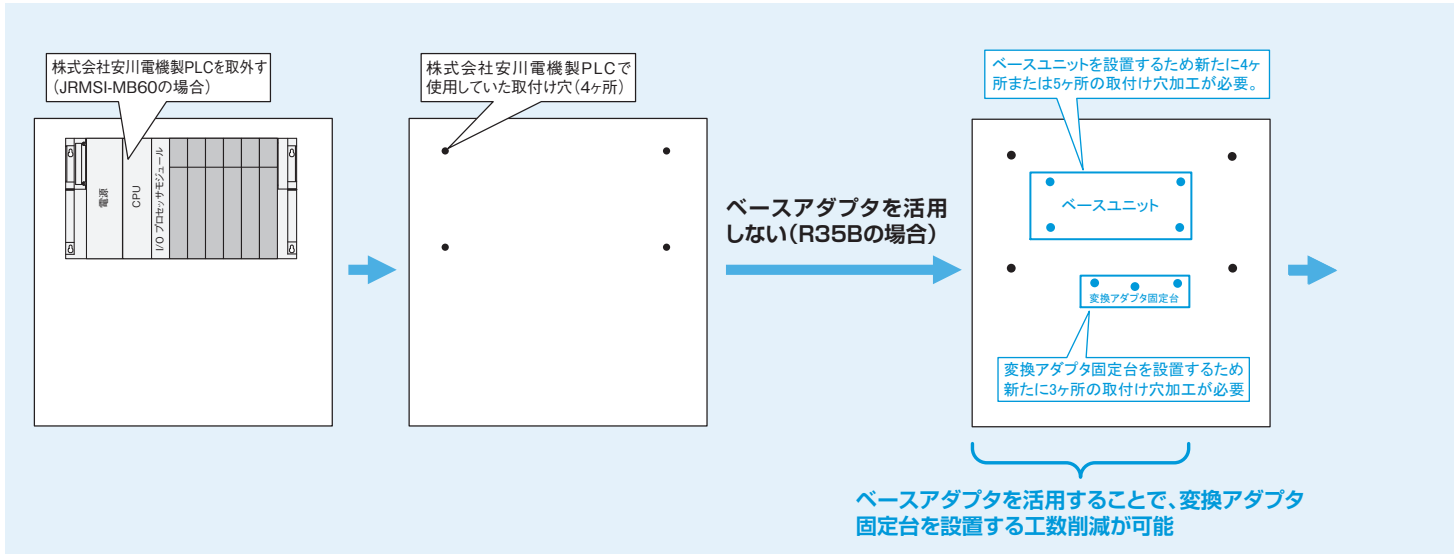 株式会社安川電機製PLCを取外す
(JRMSI-MB60の場合)
電源
CPU
I/O プロセッサモジュール
株式会社安川電機製PLCで
使用していた取付け穴(4ヶ所)
ベースアダプタを活用
しない(R35Bの場合)
ベースユニットを設置するため新たに4ヶ
所または5ヶ所の取付け穴加工が必要。
ベースユニット
変換アダプタ固定台
変換アダプタ固定台を設置するため
新たに3ヶ所の取付け穴加工が必要
ベースアダプタを活用することで、変換アダプタ
固定台を設置する工数削減が可能